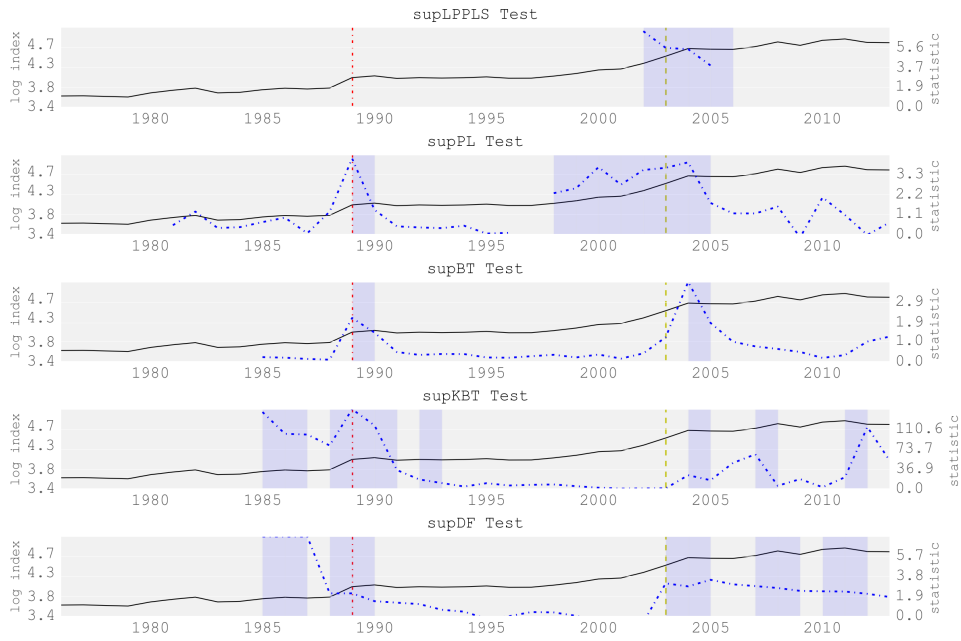 supLPPLS Test
log index
4.7
4.3
3.8
3.4
5.6
3.7
1.9
0.0
statistic
1980 1985 1990 1995 2000 2005 2010
supPL Test
log index
4.7
4.3
3.8
3.4
3.3
2.2
1.1
0.0
statistic
1980 1985 1990 1995 2000 2005 2010
supBT Test
log index
4.7
4.3
3.8
3.4
2.9
1.9
1.0
0.0
statistic
1980 1985 1990 1995 2000 2005 2010
supKBT Test
log index
4.7
4.3
3.8
3.4
110.6
73.7
36.9
0.0
statistic
1980 1985 1990 1995 2000 2005 2010
supDF Test
log index
4.7
4.3
3.8
3.4
5.7
3.8
1.9
0.0
statistic
1980 1985 1990 1995 2000 2005 2010